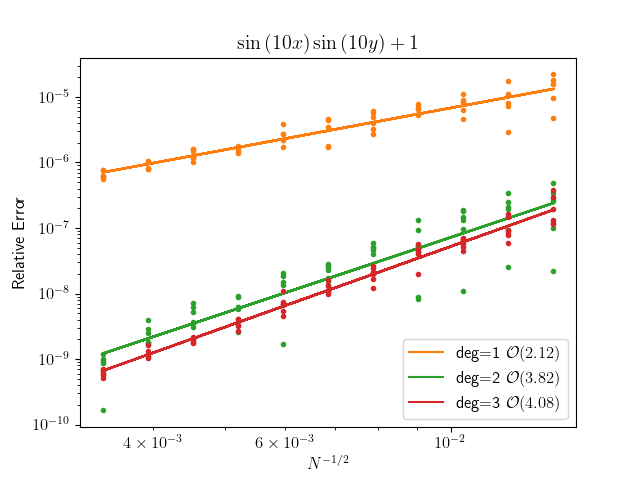 sin (10x) sin (10y) + 1
Relative Error
10⁻⁵
10⁻⁶
10⁻⁷
10⁻⁸
10⁻⁹
10⁻¹⁰
4 × 10⁻³
6 × 10⁻³
10⁻²
N⁻¹/²
deg=1 𝒪(2.12)
deg=2 𝒪(3.82)
deg=3 𝒪(4.08)